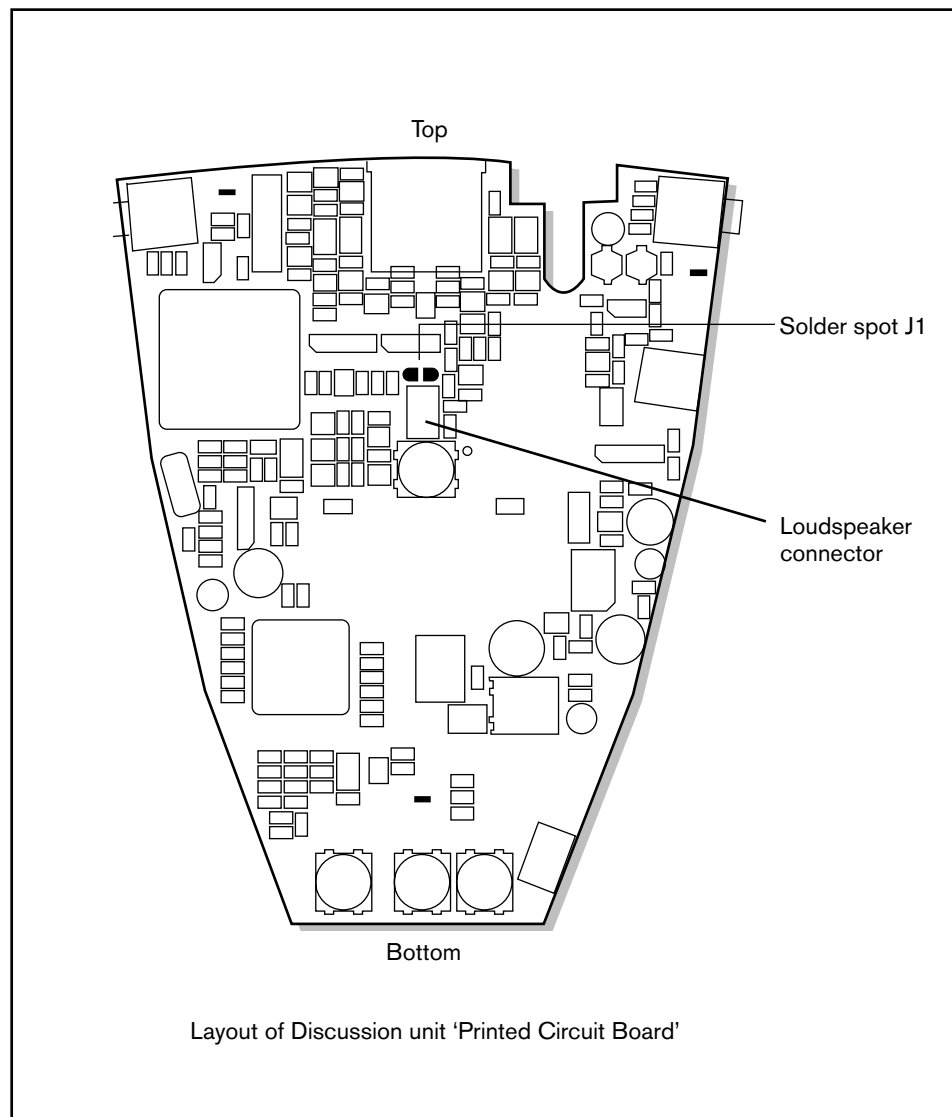 Top
Solder spot J1
Loudspeaker
connector
Bottom
Layout of Discussion unit ‘Printed Circuit Board’